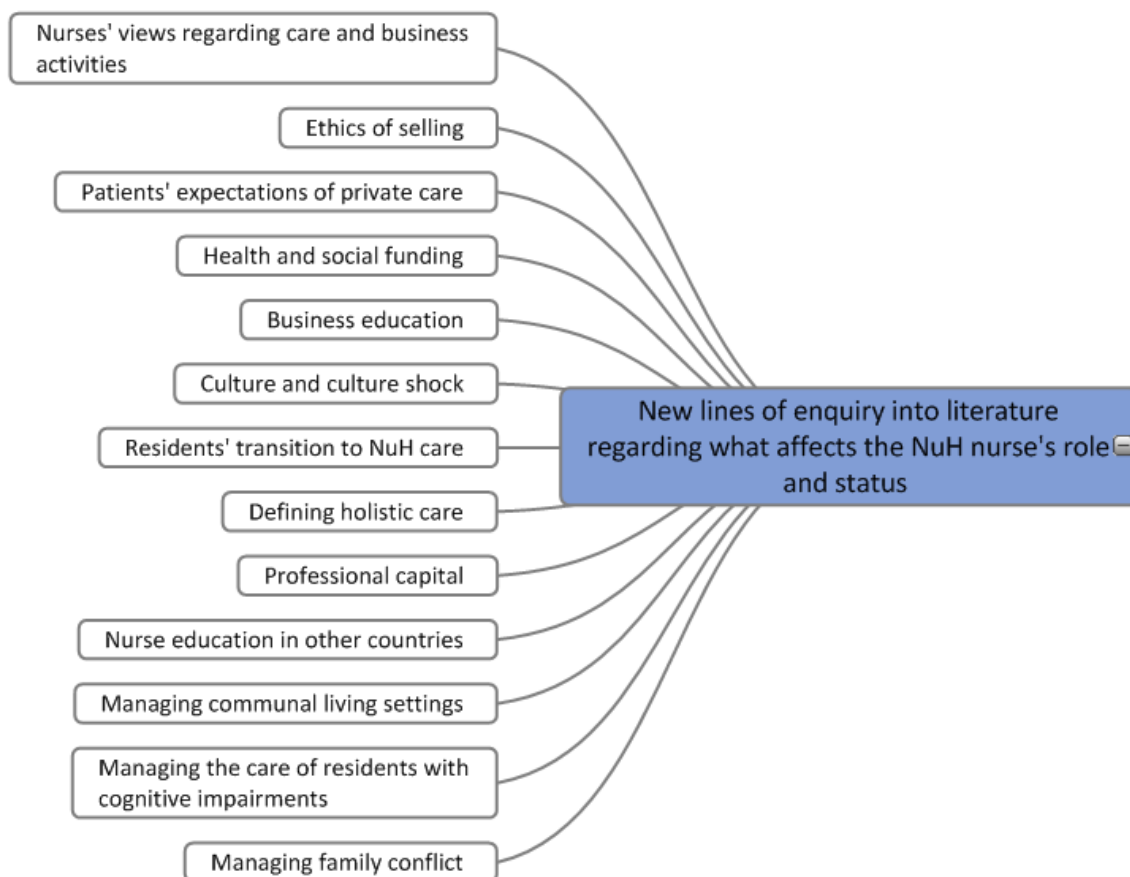 Nurses' views regarding care and business
activities
Ethics of selling
Patients' expectations of private care
Health and social funding
Business education
Culture and culture shock
Residents' transition to NuH care
Defining holistic care
Professional capital
Nurse education in other countries
Managing communal living settings
Managing the care of residents with
cognitive impairments
Managing family conflict
New lines of enquiry into literature
regarding what affects the NuH nurse's role
and status